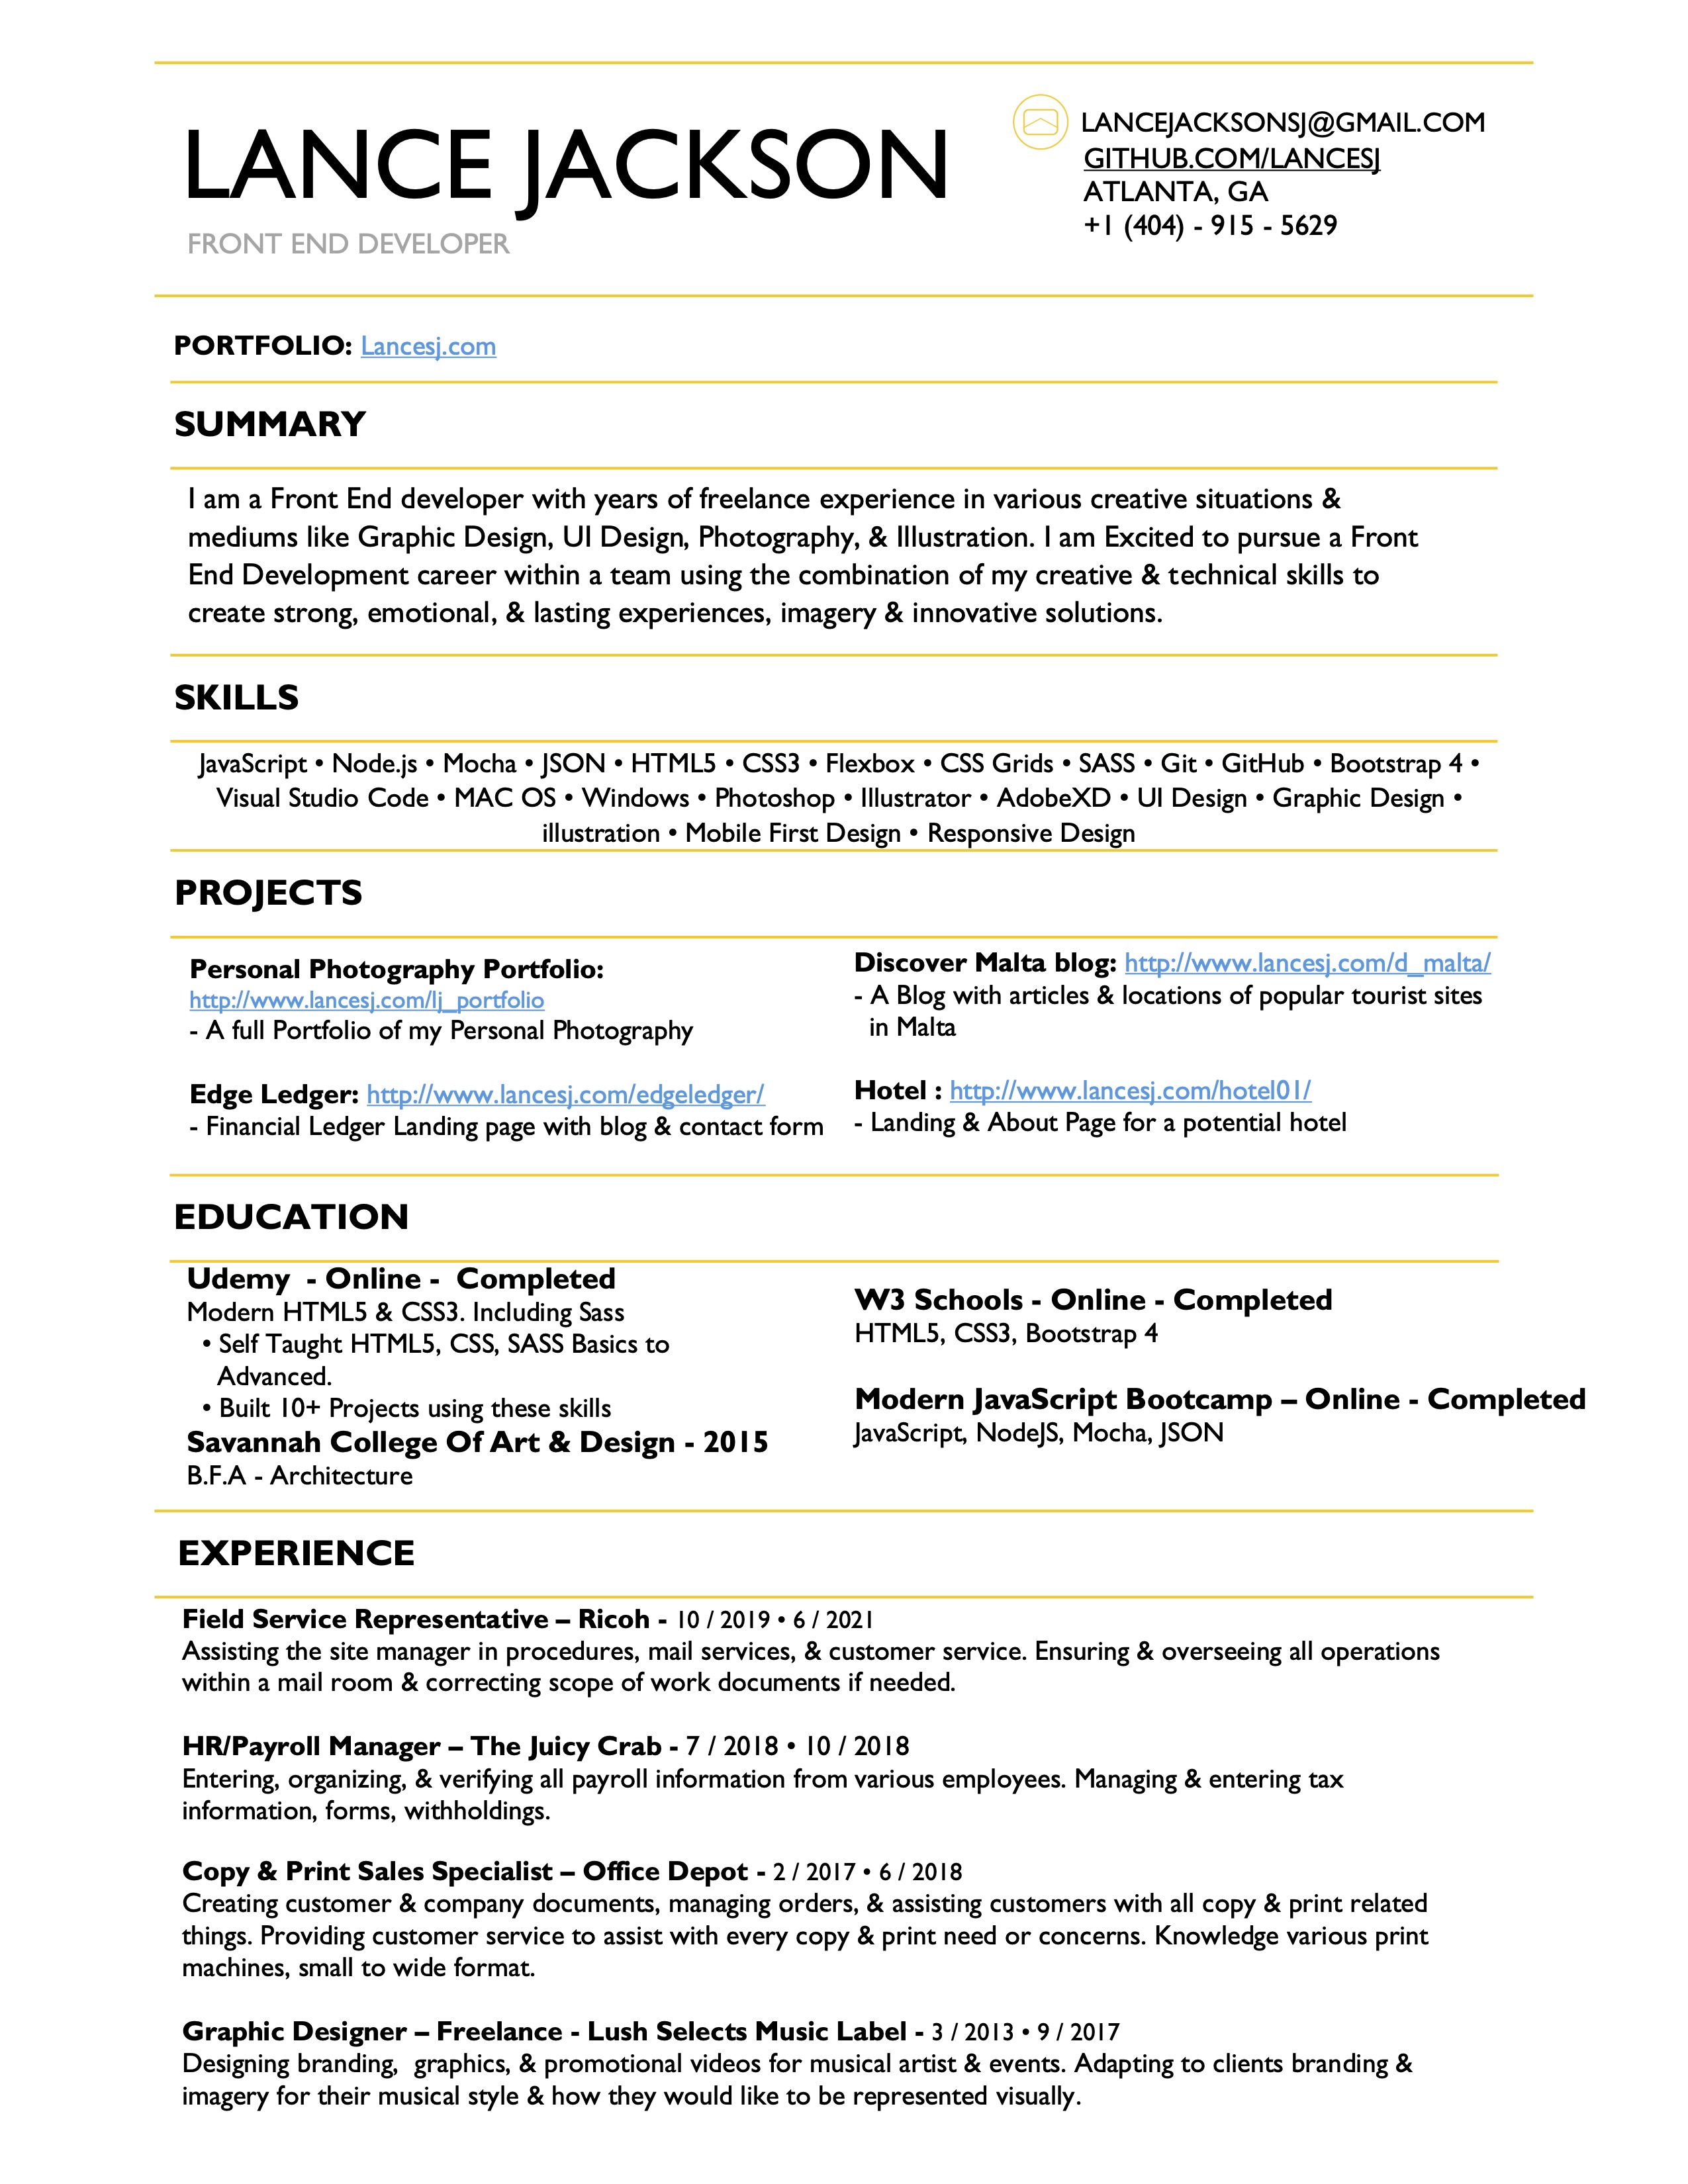 LANCE JACKSON
FRONT END DEVELOPER
LANCEJACKSONSJ@GMAIL.COM
GITHUB.COM/LANCESJ
ATLANTA, GA
+1 (404) - 915 - 5629
PORTFOLIO: Lancesj.com
SUMMARY
I am a Front End developer with years of freelance experience in various creative situations &
mediums like Graphic Design, UI Design, Photography, & Illustration. I am Excited to pursue a Front
End Development career within a team using the combination of my creative & technical skills to
create strong, emotional, & lasting experiences, imagery & innovative solutions.
SKILLS
JavaScript • Node.js • Mocha • JSON • HTML5 • CSS3 • Flexbox • CSS Grids • SASS • Git • GitHub • Bootstrap 4 •
Visual Studio Code • MAC OS • Windows • Photoshop • Illustrator • AdobeXD • UI Design • Graphic Design •
illustration • Mobile First Design • Responsive Design
PROJECTS
Personal Photography Portfolio:
http://www.lancesj.com/lj_portfolio
- A full Portfolio of my Personal Photography
Edge Ledger: http://www.lancesj.com/edgeledger/
- Financial Ledger Landing page with blog & contact form
Discover Malta blog: http://www.lancesj.com/d_malta/
- A Blog with articles & locations of popular tourist sites
in Malta
Hotel : http://www.lancesj.com/hotel01/
- Landing & About Page for a potential hotel
EDUCATION
Udemy  - Online -  Completed
Modern HTML5 & CSS3. Including Sass
• Self Taught HTML5, CSS, SASS Basics to
Advanced.
• Built 10+ Projects using these skills
Savannah College Of Art & Design - 2015
B.F.A - Architecture
W3 Schools - Online - Completed
HTML5, CSS3, Bootstrap 4
Modern JavaScript Bootcamp – Online - Completed
JavaScript, NodeJS, Mocha, JSON
EXPERIENCE
Field Service Representative – Ricoh - 10 / 2019 • 6 / 2021
Assisting the site manager in procedures, mail services, & customer service. Ensuring & overseeing all operations
within a mail room & correcting scope of work documents if needed.
HR/Payroll Manager – The Juicy Crab - 7 / 2018 • 10 / 2018
Entering, organizing, & verifying all payroll information from various employees. Managing & entering tax
information, forms, withholdings.
Copy & Print Sales Specialist – Office Depot - 2 / 2017 • 6 / 2018
Creating customer & company documents, managing orders, & assisting customers with all copy & print related
things. Providing customer service to assist with every copy & print need or concerns. Knowledge various print
machines, small to wide format.
Graphic Designer – Freelance - Lush Selects Music Label - 3 / 2013 • 9 / 2017
Designing branding,  graphics, & promotional videos for musical artist & events. Adapting to clients branding &
imagery for their musical style & how they would like to be represented visually.